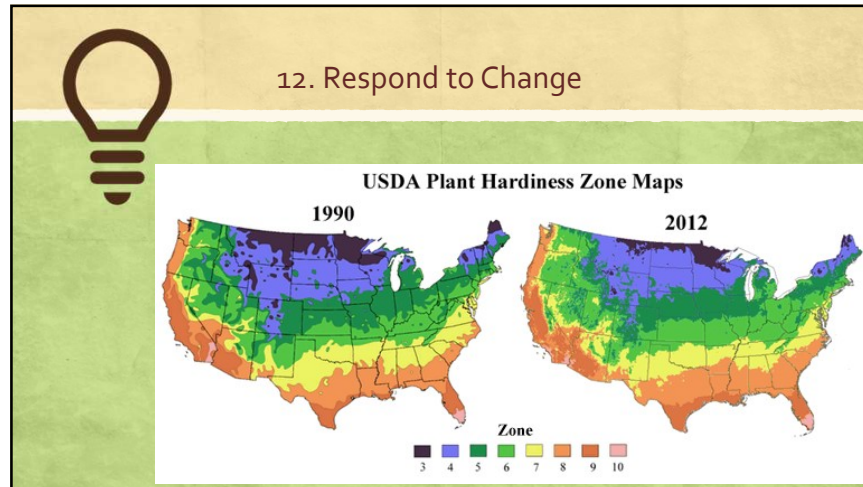 12. Respond to Change
USDA Plant Hardiness Zone Maps
1990
2012
Zone
3 4 5 6 7 8 9 10